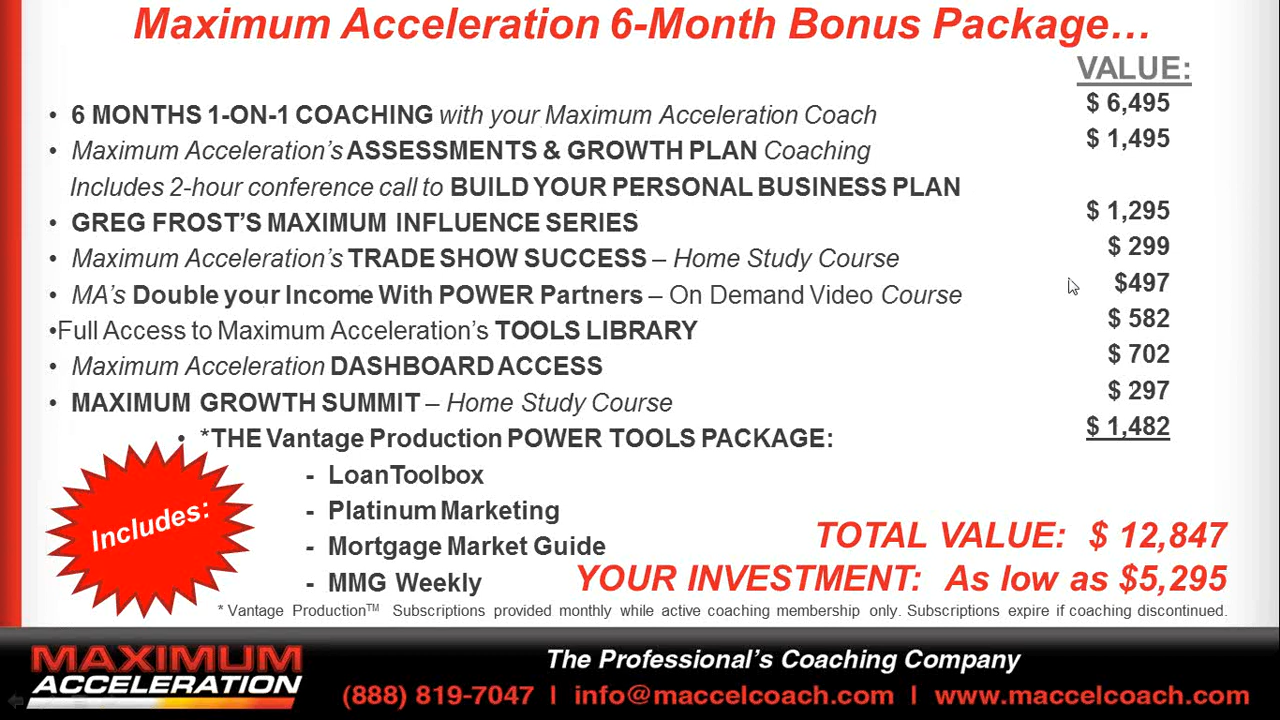 Maximum Acceleration 6-Month Bonus Package…
VALUE:
• 6 MONTHS 1-ON-1 COACHING with your Maximum Acceleration Coach $ 6,495
• Maximum Acceleration’s ASSESSMENTS & GROWTH PLAN Coaching $ 1,495
Includes 2-hour conference call to BUILD YOUR PERSONAL BUSINESS PLAN
• GREG FROST’S MAXIMUM INFLUENCE SERIES $ 1,295
• Maximum Acceleration’s TRADE SHOW SUCCESS – Home Study Course $ 299
• MA’s Double your Income With POWER Partners – On Demand Video Course $497
•Full Access to Maximum Acceleration’s TOOLS LIBRARY $ 582
• Maximum Acceleration DASHBOARD ACCESS $ 702
• MAXIMUM GROWTH SUMMIT – Home Study Course $ 297
• *THE Vantage Production POWER TOOLS PACKAGE: $ 1,482
- LoanToolbox
- Platinum Marketing
- Mortgage Market Guide
- MMG Weekly
Includes:
TOTAL VALUE: $ 12,847
YOUR INVESTMENT: As low as $5,295
* Vantage Production™ Subscriptions provided monthly while active coaching membership only. Subscriptions expire if coaching discontinued.
MAXIMUM
ACCELERATION
The Professional’s Coaching Company
(888) 819-7047 | info@maccelcoach.com | www.maccelcoach.com